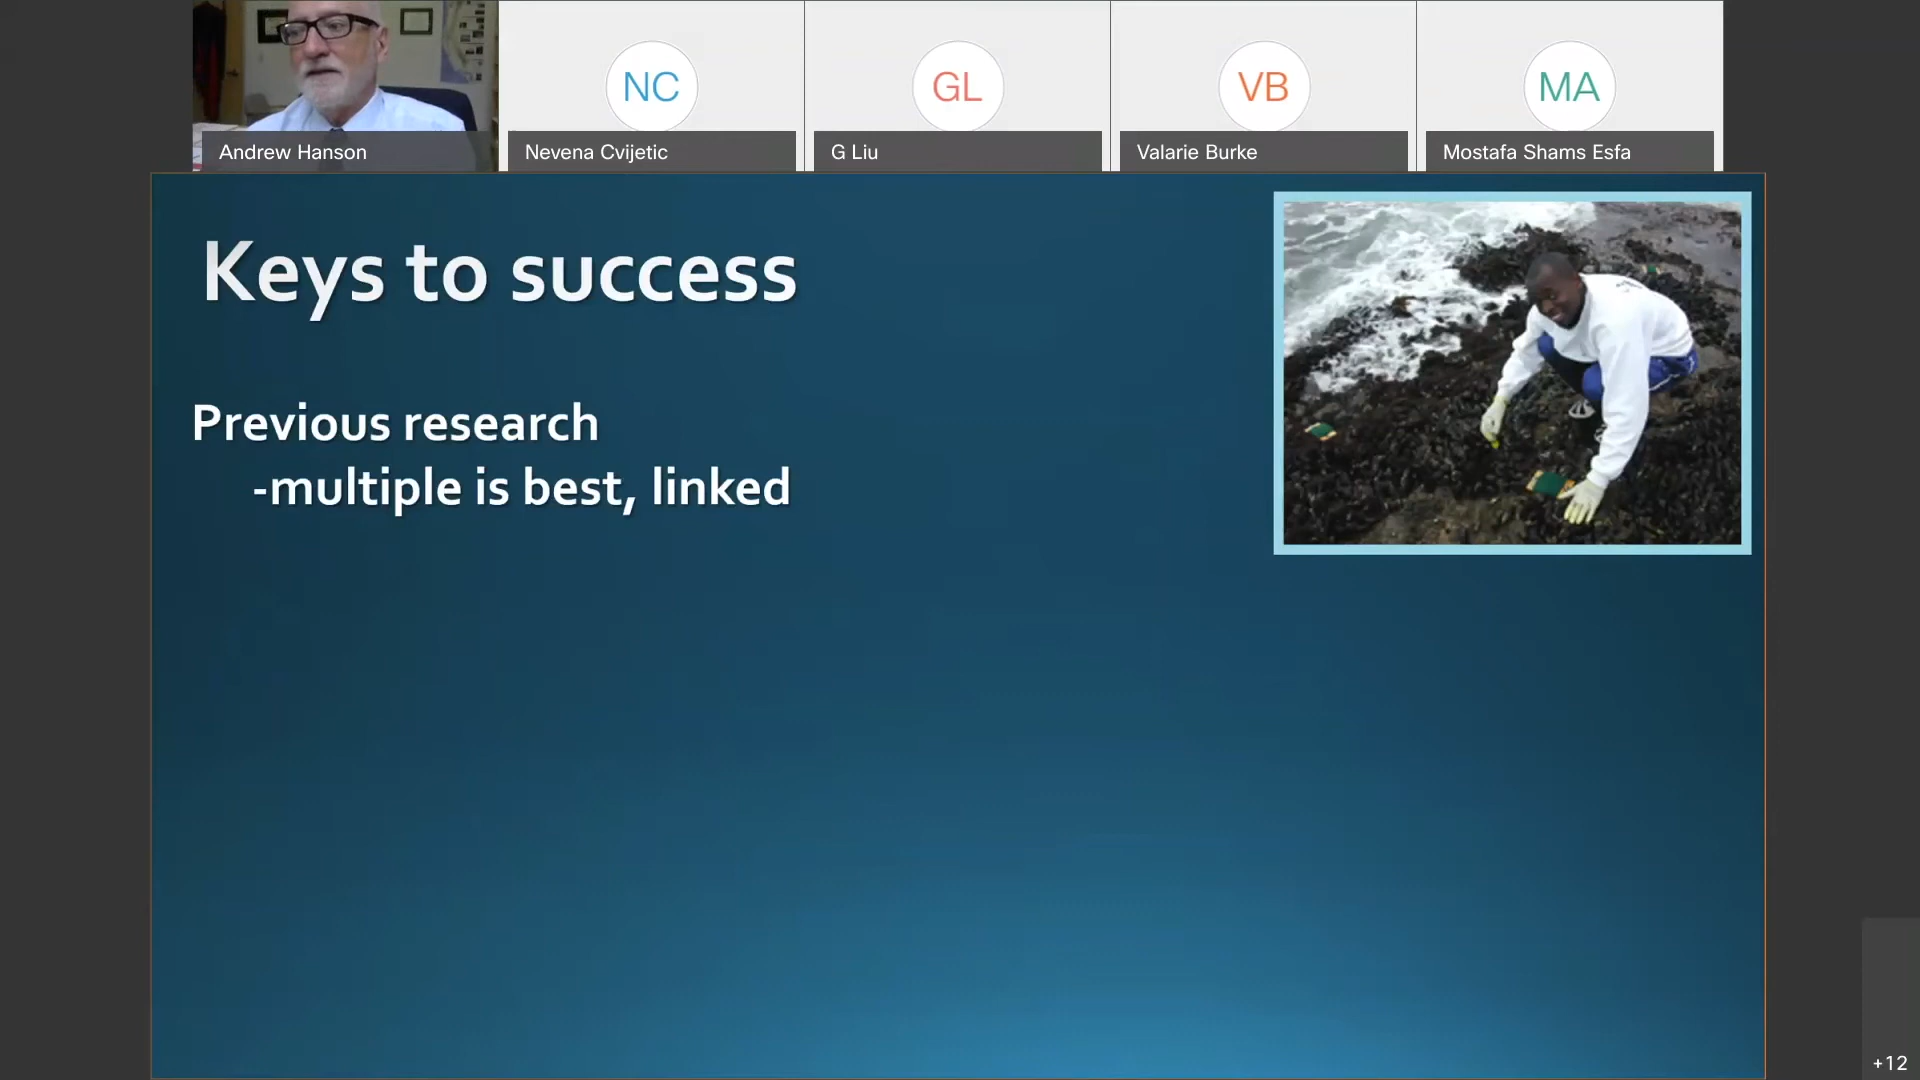 NC
GL
VB
MA
Andrew Hanson
Nevena Cvijetic
G Liu
Valarie Burke
Mostafa Shams Esfa
Keys to success
Previous research
-multiple is best, linked
+12